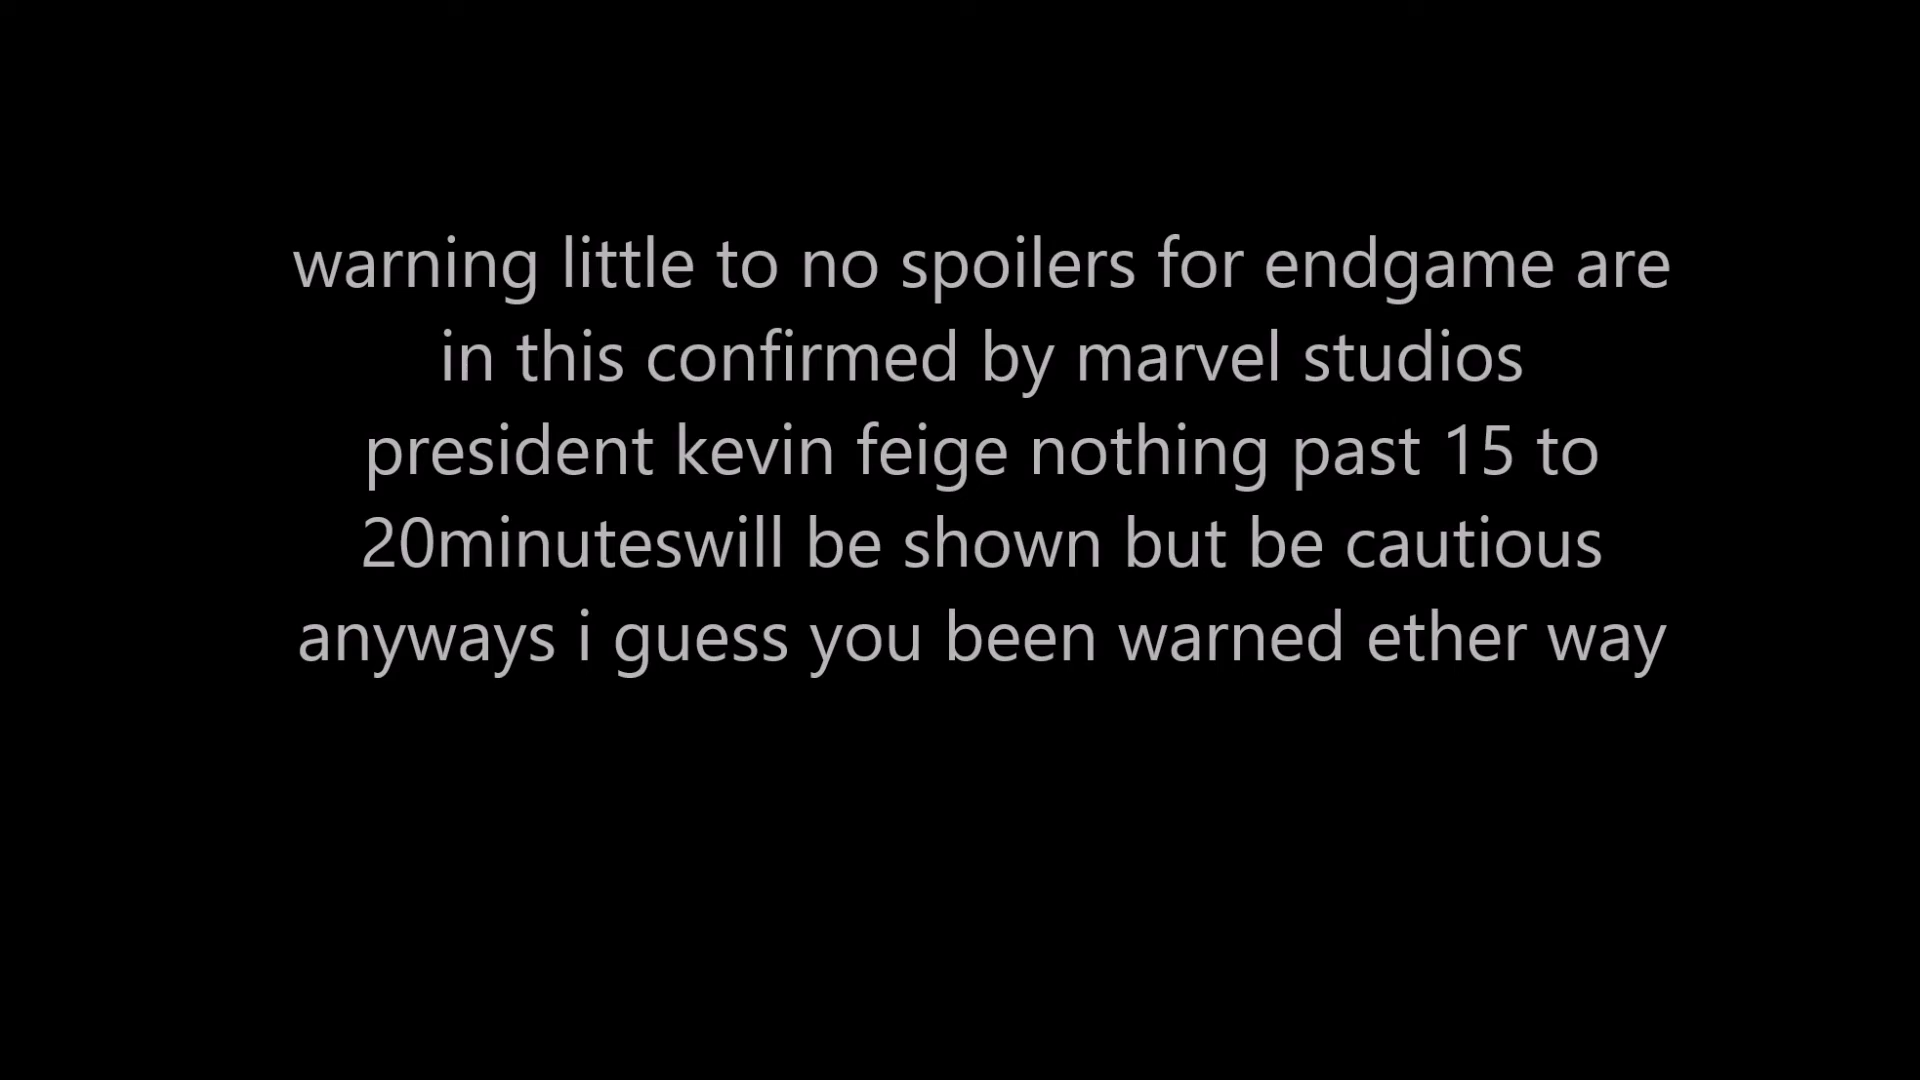 warning little to no spoilers for endgame are
in this confirmed by marvel studios
president kevin feige nothing past 15 to
20minuteswill be shown but be cautious
anyways i guess you been warned ether way